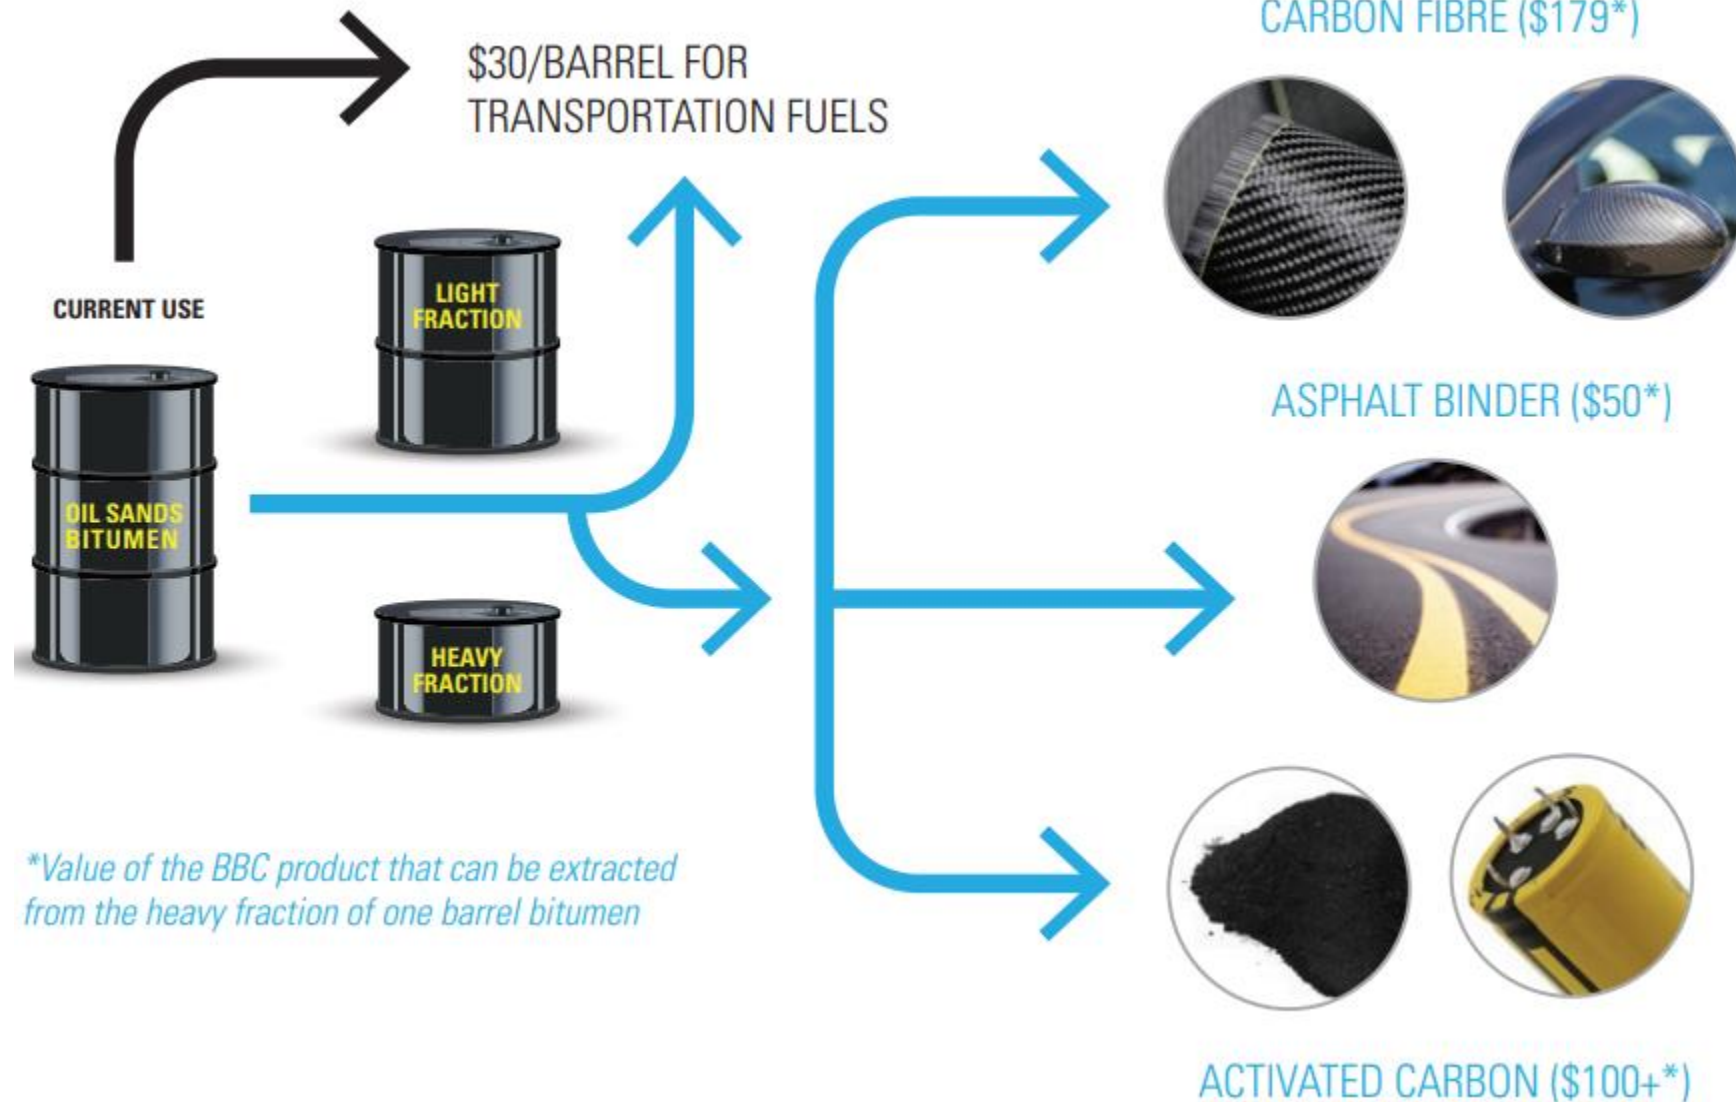 $30/BARREL FOR
TRANSPORTATION FUELS
CURRENT USE
OIL SANDS
BITUMEN
LIGHT
FRACTION
HEAVY
FRACTION
CARBON FIBRE ($179*)
ASPHALT BINDER ($50*)
ACTIVATED CARBON ($100+*)
*Value of the BBC product that can be extracted
from the heavy fraction of one barrel bitumen